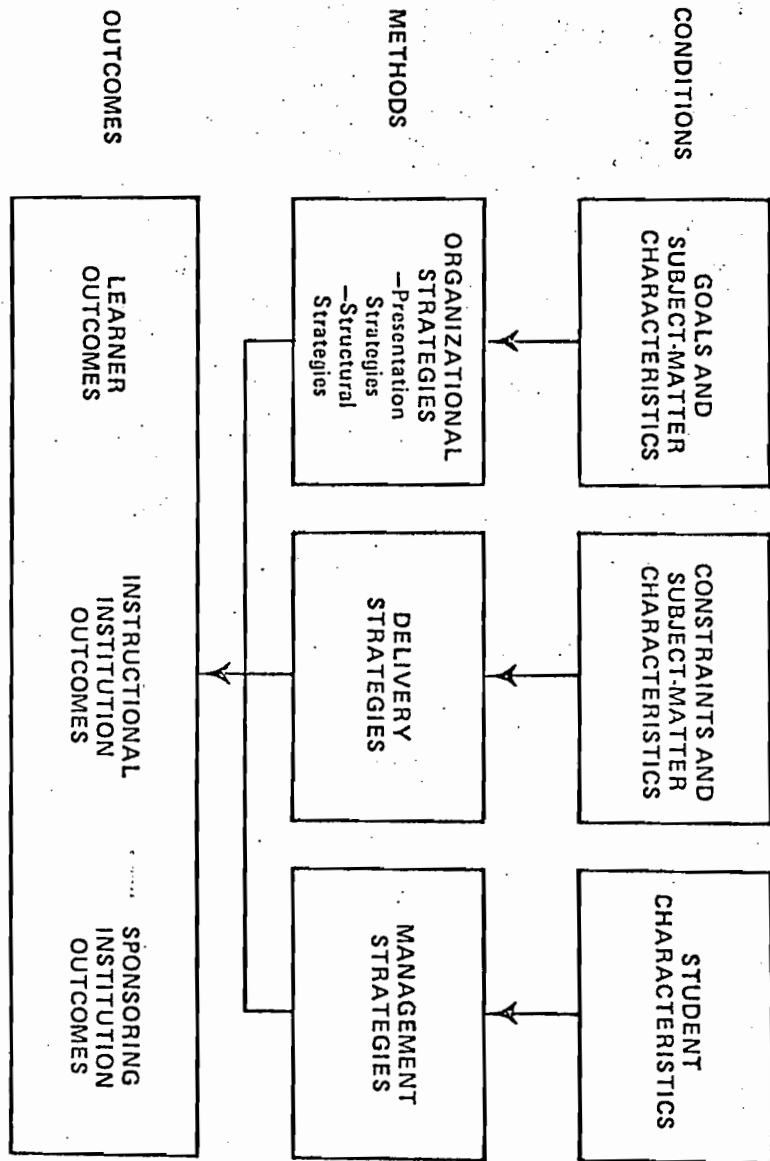 CONDITIONS
GOALS AND
SUBJECT-MATTER
CHARACTERISTICS
CONSTRAINTS AND
SUBJECT-MATTER
CHARACTERISTICS
STUDENT
CHARACTERISTICS
METHODS
ORGANIZATIONAL
STRATEGIES
—Presentation
Strategies
—Structural
Strategies
DELIVERY
STRATEGIES
MANAGEMENT
STRATEGIES
OUTCOMES
LEARNER
OUTCOMES
INSTRUCTIONAL
INSTITUTION
OUTCOMES
SPONSORING
INSTITUTION
OUTCOMES